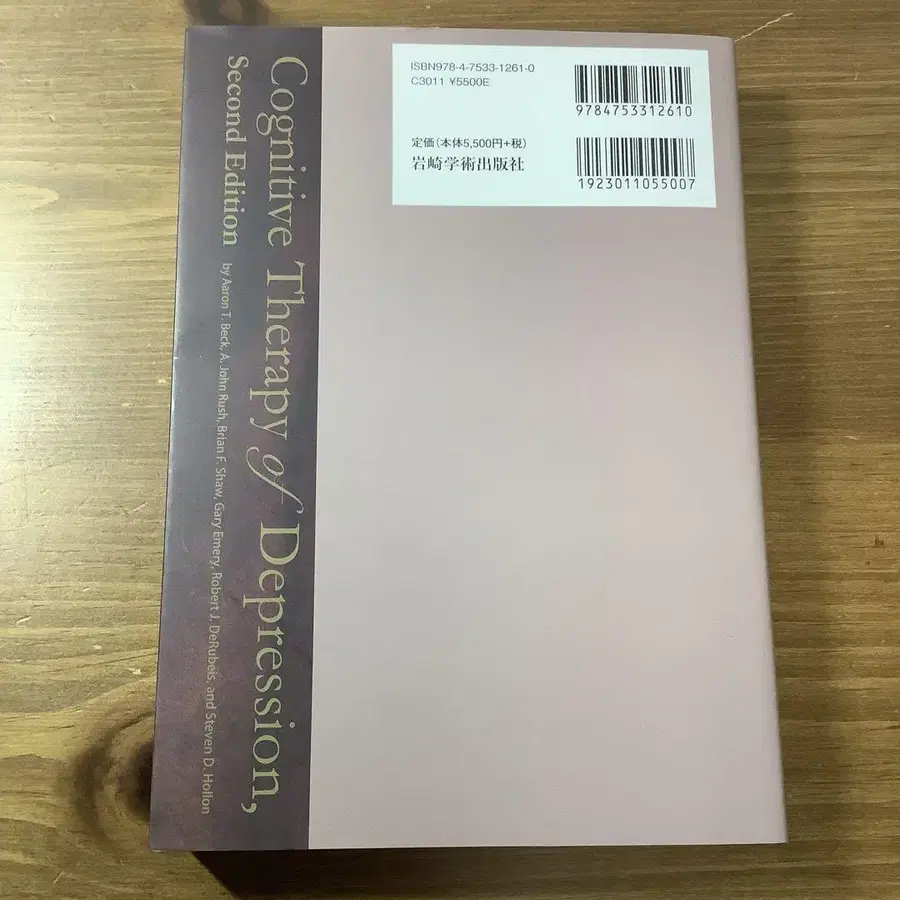 Cognitive Therapy of Depression,
Second Edition
by Aaron T. Beck, A. John Rush, Brian F. Shaw, Gary Emery, Robert J. DeRubeis, and Steven D. Hollon
ISBN978-4-7533-1261-0
C3011 ¥5500E
9784753312610
定価(本体5,500円+税)
岩崎学術出版社
1923011055007